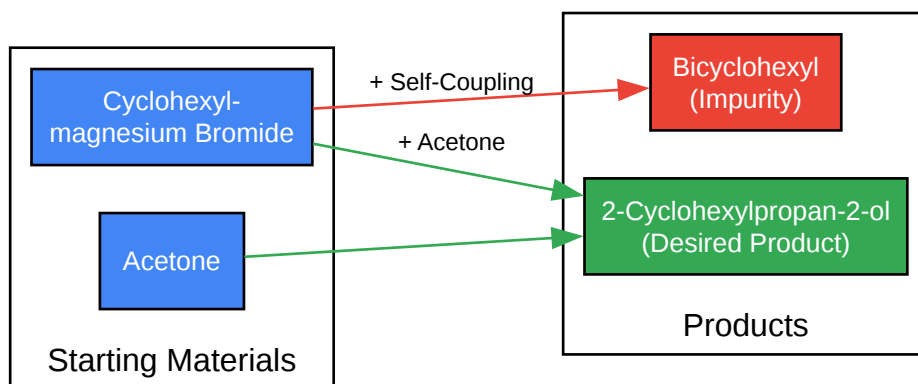 Cyclohexyl-
magnesium Bromide
Acetone
Starting Materials
+ Self-Coupling
+ Acetone
Bicyclohexyl
(Impurity)
2-Cyclohexylpropan-2-ol
(Desired Product)
Products